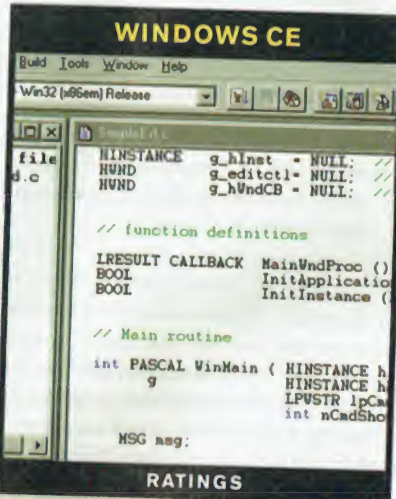 WINDOWS CE
Build Tools Window Help
Win32 (x86em) Release
file
d.c
HINSTANCE g_hInst = NULL; //
HWND g_editctl= NULL; //
HWND g_hWndCB= NULL; //
// function definitions
LRESULT CALLBACK MainWndProc ()
BOOL InitApplication
BOOL InitInstance (
// Main routine
int PASCAL WinMain ( HINSTANCE h
g HINSTANCE h
LPWSTR lpCm
int nCmdSho
MSG msg;
RATINGS